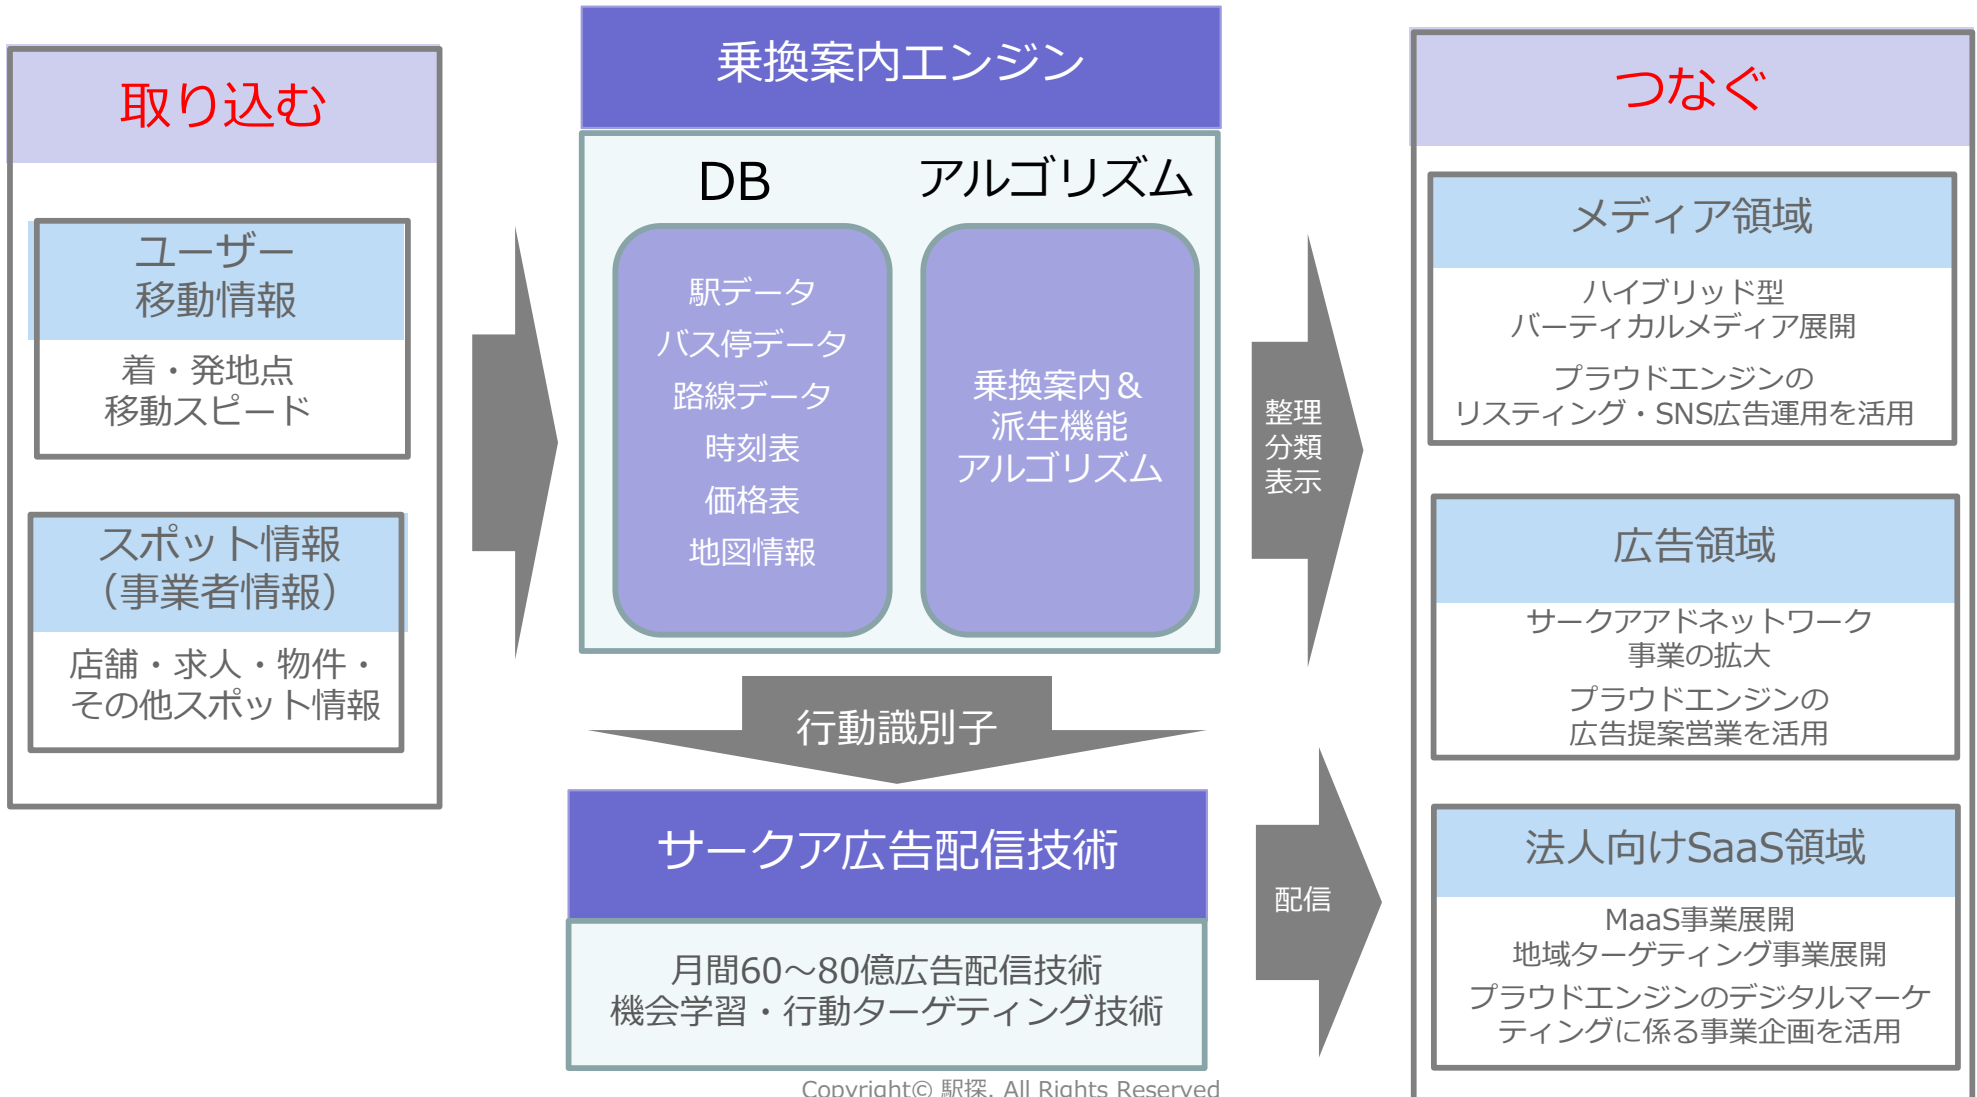 取り込む
ユーザー
移動情報
着・発地点
移動スピード
スポット情報
（事業者情報）
店舗・求人・物件・
その他スポット情報
乗換案内エンジン
DB
アルゴリズム
駅データ
バス停データ
路線データ
時刻表
価格表
地図情報
乗換案内＆
派生機能
アルゴリズム
行動識別子
サークア広告配信技術
月間60～80億広告配信技術
機会学習・行動ターゲティング技術
整理
分類
表示
配信
つなぐ
メディア領域
ハイブリッド型
バーティカルメディア展開
プラウドエンジンの
リスティング・SNS広告運用を活用
広告領域
サークアアドネットワーク
事業の拡大
プラウドエンジンの
広告提案営業を活用
法人向けSaaS領域
MaaS事業展開
地域ターゲティング事業展開
プラウドエンジンのデジタルマーケ
ティングに係る事業企画を活用
Copyright© 駅探. All Rights Reserved